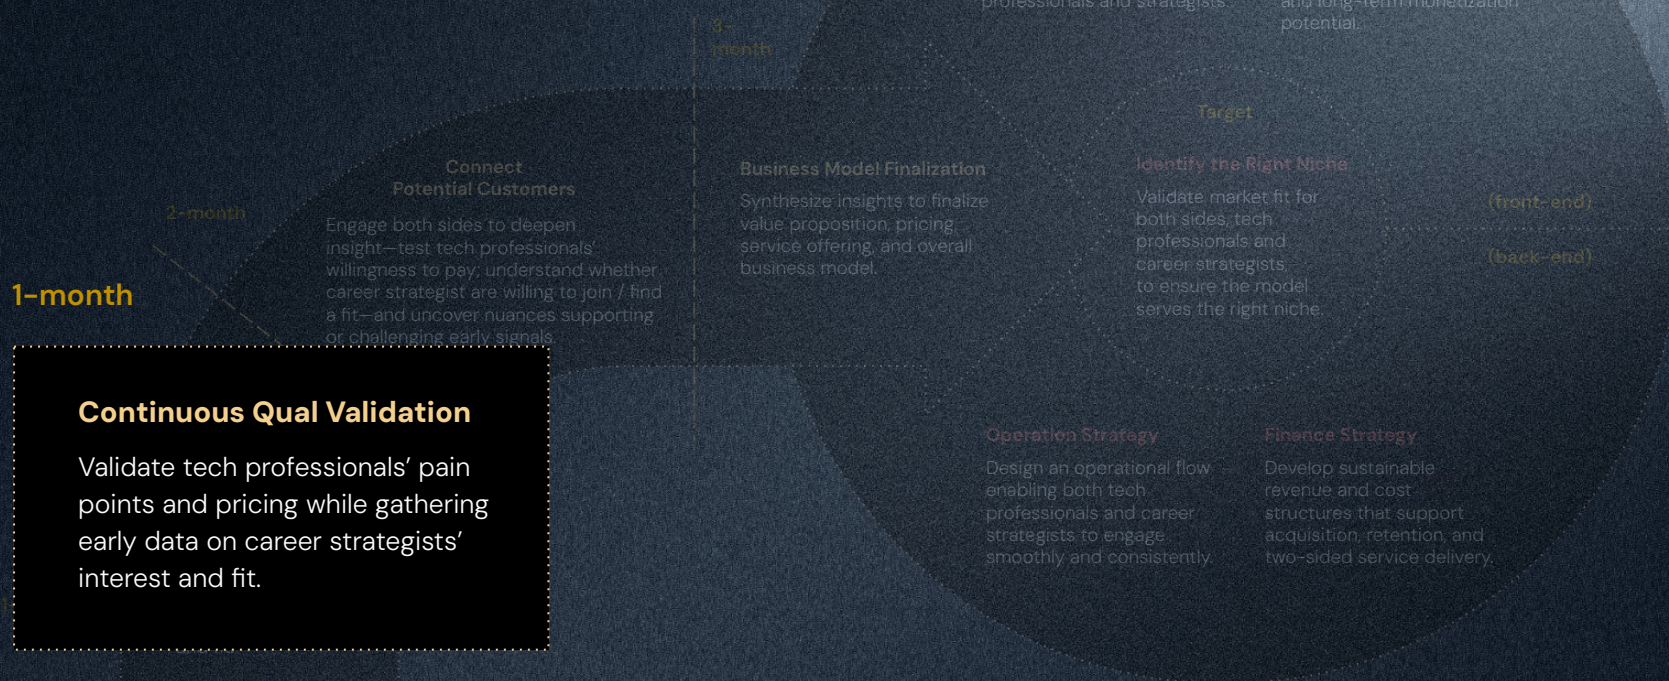 professionals and strategists.
and long-term monetization
potential.
3-
month
Target
Connect
Potential Customers
Business Model Finalization
Identify the Right Niche
2-month
Engage both sides to deepen
insight—test tech professionals'
willingness to pay; understand whether
career strategist are willing to join / find
a fit—and uncover nuances supporting
or challenging early signals.
Synthesize insights to finalize
value proposition, pricing,
service offering, and overall
business model.
Validate market fit for
both sides, tech
professionals and
career strategists,
to ensure the model
serves the right niche.
(front-end)
(back-end)
1-month
Continuous Qual Validation
Validate tech professionals’ pain
points and pricing while gathering
early data on career strategists’
interest and fit.
Operation Strategy
Design an operational flow
enabling both tech
professionals and career
strategists to engage
smoothly and consistently.
Finance Strategy
Develop sustainable
revenue and cost
structures that support
acquisition, retention, and
two-sided service delivery.